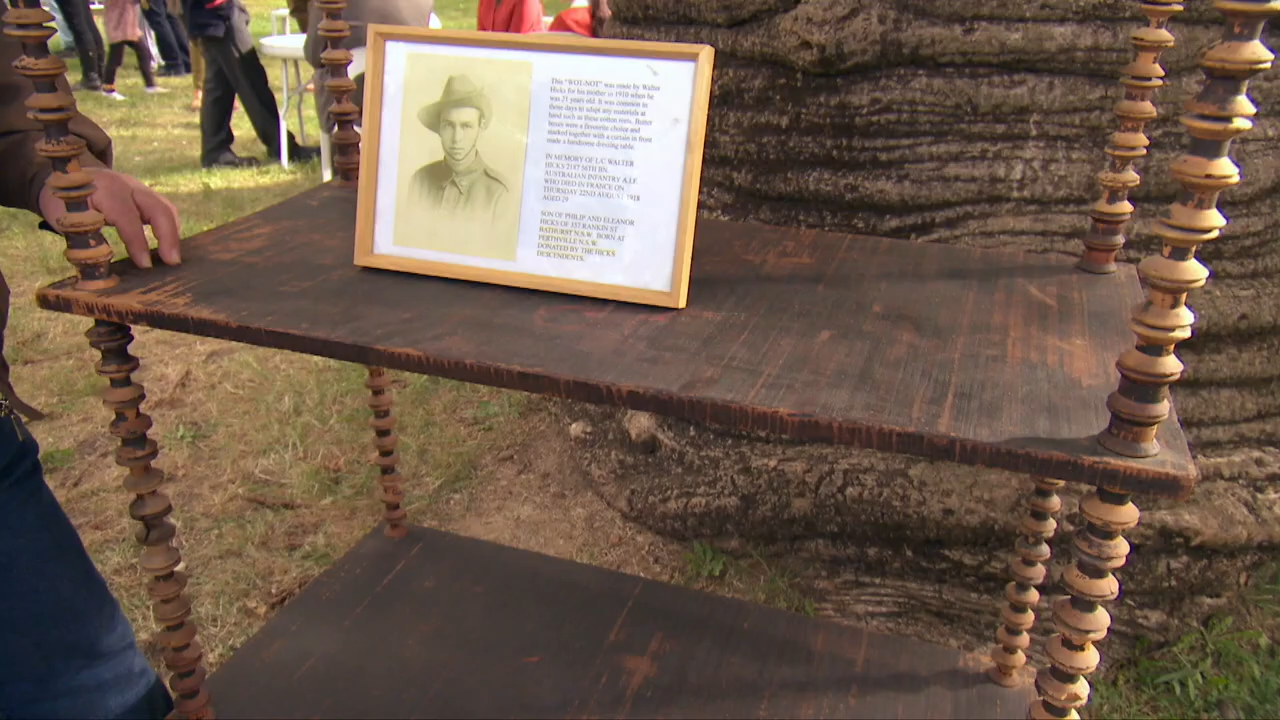 This "WOT-NOT" was made by Walter
Hicks for his mother in 1910 when he
was 21 years old. It was common in
those days to adapt any materials at
hand such as these cotton reels. Butter
boxes were a favourite choice and
stacked together with a curtain in front
made a handsome dressing table.
IN MEMORY OF L/C WALTER
HICKS 2187 56TH BN.
AUSTRALIAN INFANTRY A.I.F.
WHO DIED IN FRANCE ON
THURSDAY 22ND AUGUST 1918
AGED 29
SON OF PHILIP AND ELEANOR
HICKS OF 357 RANKIN ST
BATHURST N.S.W. BORN AT
PERTHVILLE N.S.W.
DONATED BY THE HICKS
DESCENDENTS.